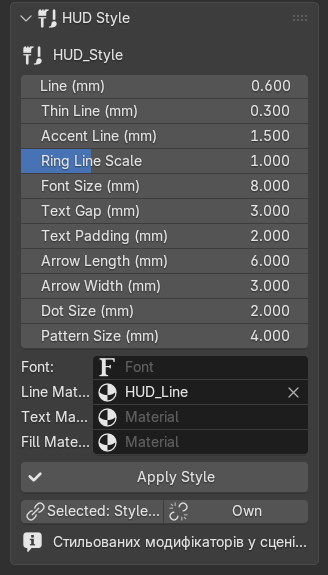 HUD Style
HUD_Style
Line (mm) 0.600
Thin Line (mm) 0.300
Accent Line (mm) 1.500
Ring Line Scale 1.000
Font Size (mm) 8.000
Text Gap (mm) 3.000
Text Padding (mm) 2.000
Arrow Length (mm) 6.000
Arrow Width (mm) 3.000
Dot Size (mm) 2.000
Pattern Size (mm) 4.000
Font: Font
Line Mat... HUD_Line
Text Ma... Material
Fill Mate... Material
Apply Style
Selected: Style... Own
Стильованих модифікаторів у сцені...